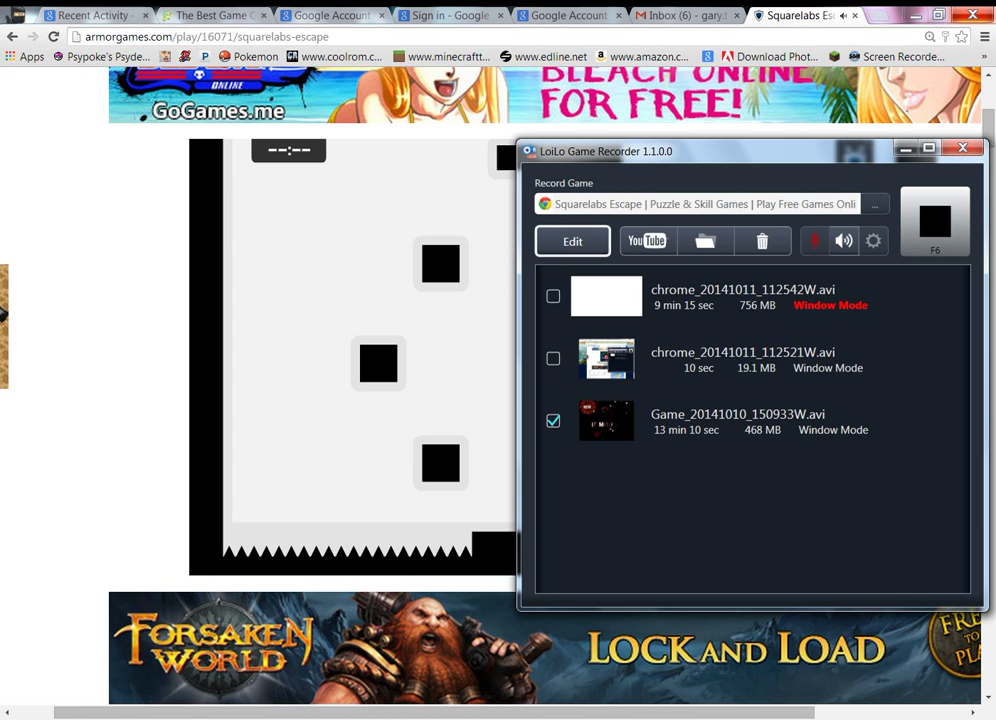 Recent Activity -
The Best Game C
Google Account
Sign in - Google
Google Account
Inbox (6) - gary.t
Squarelabs Esc
armorgames.com/play/16071/squarelabs-escape
Apps
Psypoke's Psyde...
Pokemon
www.coolrom.c...
www.minecraftt...
www.edline.net
www.amazon.c...
Download Phot...
Screen Recorde...
»
ONLINE
GoGames.me
BLEACH ONLINE
FOR FREE!
--:--
LoiLo Game Recorder 1.1.0.0
Record Game
Squarelabs Escape | Puzzle & Skill Games | Play Free Games Onli
...
Edit
YouTube
F6
chrome_20141011_112542W.avi
9 min 15 sec 756 MB Window Mode
chrome_20141011_112521W.avi
10 sec 19.1 MB Window Mode
Game_20141010_150933W.avi
13 min 10 sec 468 MB Window Mode
FORSAKEN
WORLD
LOCK AND LOAD
FRE
TO
PLA